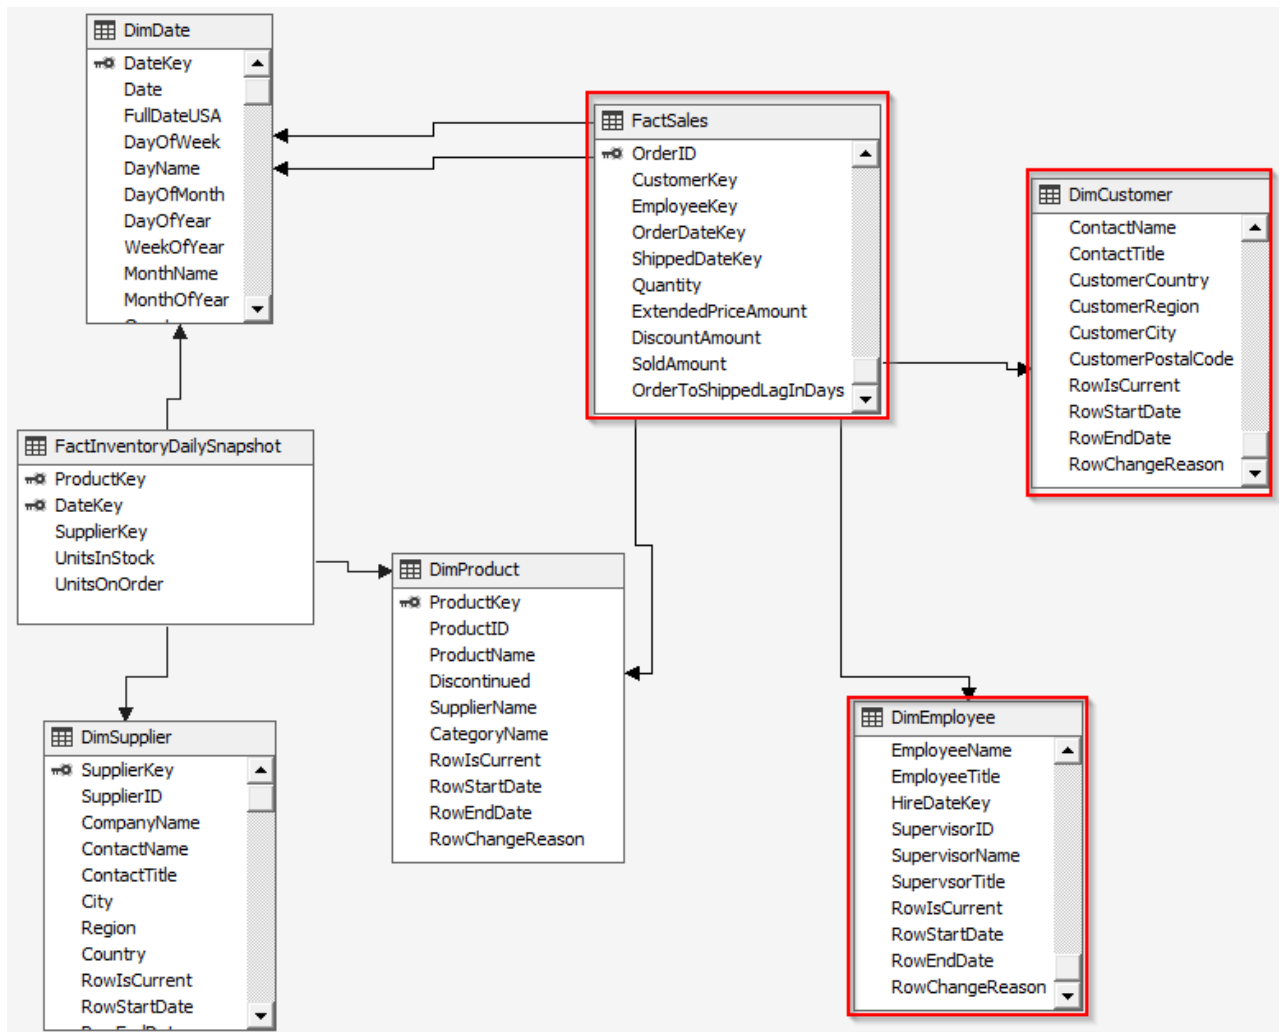 DimDate
DateKey
Date
FullDateUSA
DayOfWeek
DayName
DayOfMonth
DayOfYear
WeekOfYear
MonthName
MonthOfYear
FactSales
OrderID
CustomerKey
EmployeeKey
OrderDateKey
ShippedDateKey
Quantity
ExtendedPriceAmount
DiscountAmount
SoldAmount
OrderToShippedLagInDays
DimCustomer
ContactName
ContactTitle
CustomerCountry
CustomerRegion
CustomerCity
CustomerPostalCode
RowIsCurrent
RowStartDate
RowEndDate
RowChangeReason
FactInventoryDailySnapshot
ProductKey
DateKey
SupplierKey
UnitsInStock
UnitsOnOrder
DimProduct
ProductKey
ProductID
ProductName
Discontinued
SupplierName
CategoryName
RowIsCurrent
RowStartDate
RowEndDate
RowChangeReason
DimSupplier
SupplierKey
SupplierID
CompanyName
ContactName
ContactTitle
City
Region
Country
RowIsCurrent
RowStartDate
DimEmployee
EmployeeName
EmployeeTitle
HireDateKey
SupervisorID
SupervisorName
SupervsorTitle
RowIsCurrent
RowStartDate
RowEndDate
RowChangeReason